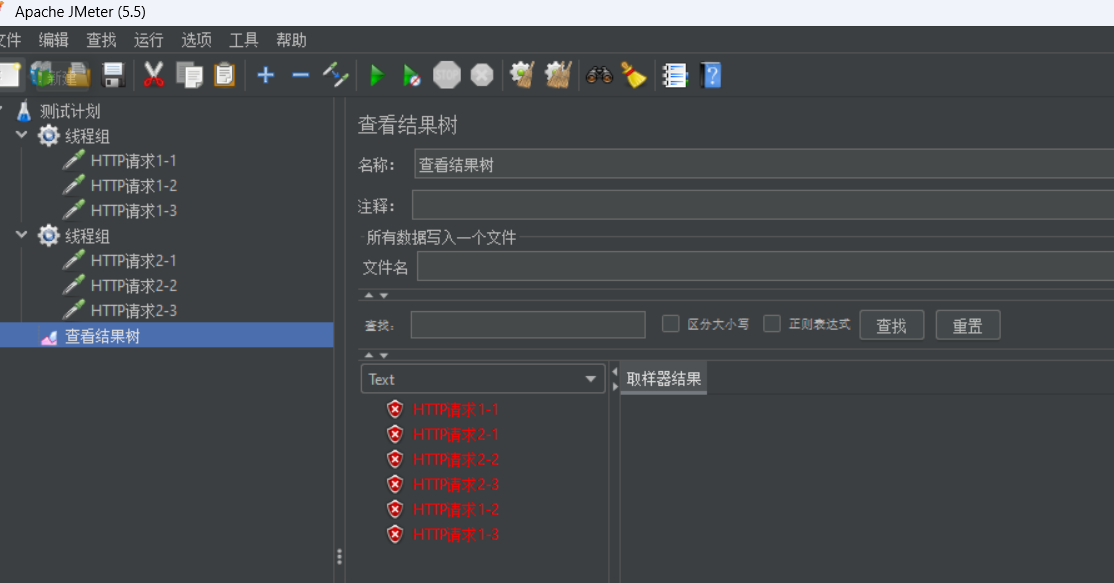 Apache JMeter (5.5)
文件 编辑 查找 运行 选项 工具 帮助
新建
STOP
测试计划
线程组
HTTP请求1-1
HTTP请求1-2
HTTP请求1-3
线程组
HTTP请求2-1
HTTP请求2-2
HTTP请求2-3
查看结果树
查看结果树
名称: 查看结果树
注释:
所有数据写入一个文件
文件名
查找: 区分大小写 正则表达式 查找 重置
Text 取样器结果
HTTP请求1-1
HTTP请求2-1
HTTP请求2-2
HTTP请求2-3
HTTP请求1-2
HTTP请求1-3